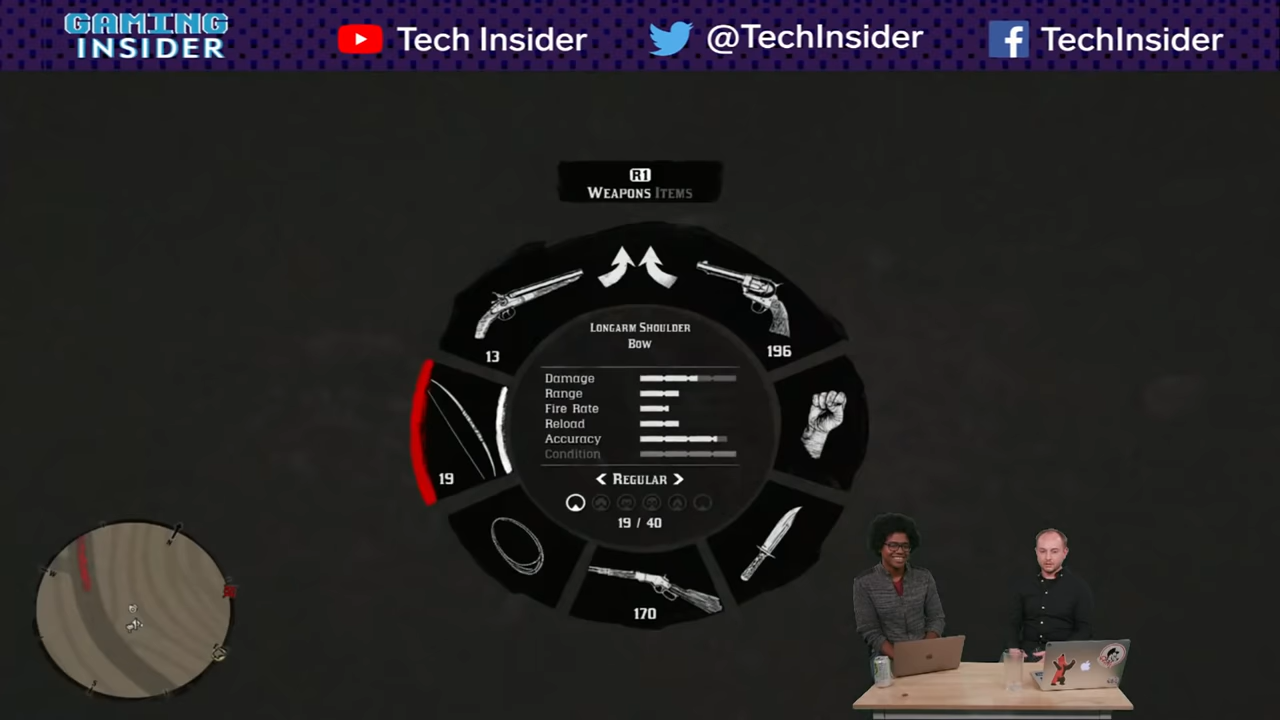 GAMING
INSIDER
Tech Insider
@TechInsider
TechInsider
R1
WEAPONS ITEMS
LONGARM SHOULDER
BOW
Damage
Range
Fire Rate
Reload
Accuracy
Condition
< REGULAR >
19 / 40
13
196
19
170